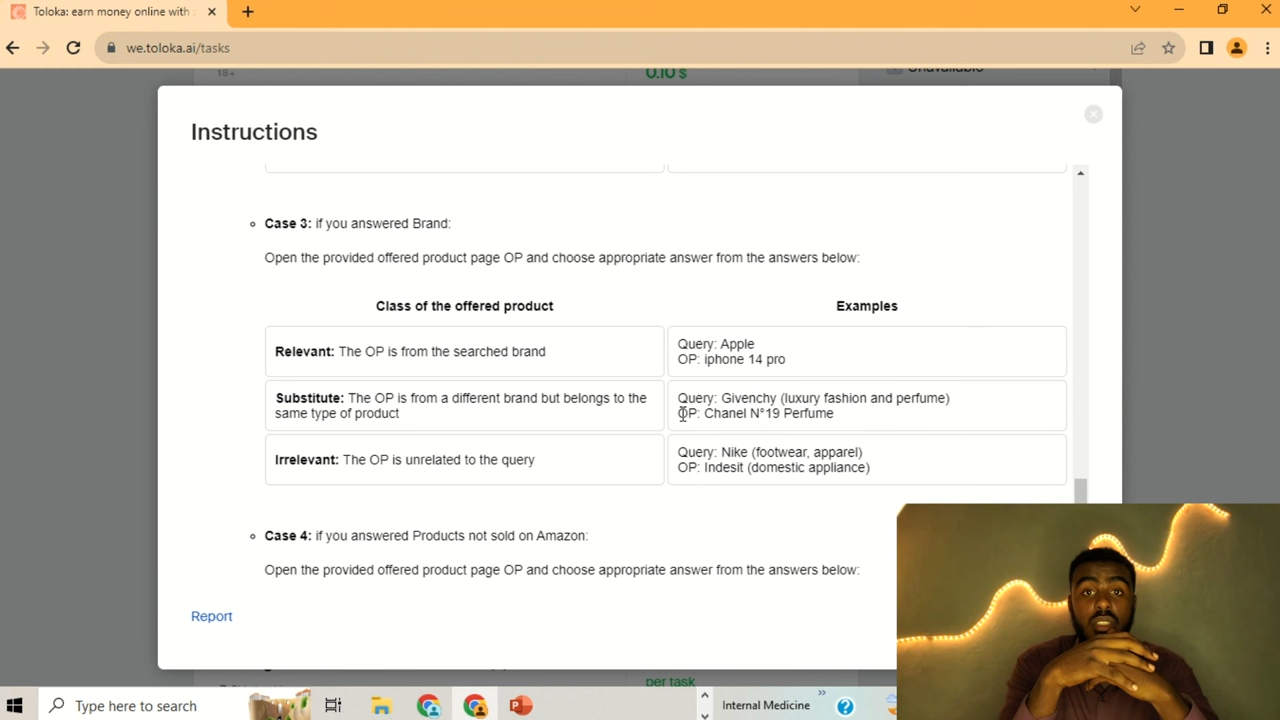 Toloka: earn money online with
we.toloka.ai/tasks
18+
0.10 $
Unavailable
Instructions
Case 3: if you answered Brand:
Open the provided offered product page OP and choose appropriate answer from the answers below:
Class of the offered product
Examples
Relevant: The OP is from the searched brand
Query: Apple
OP: iphone 14 pro
Substitute: The OP is from a different brand but belongs to the
same type of product
Query: Givenchy (luxury fashion and perfume)
OP: Chanel N°19 Perfume
Irrelevant: The OP is unrelated to the query
Query: Nike (footwear, apparel)
OP: Indesit (domestic appliance)
Case 4: if you answered Products not sold on Amazon:
Open the provided offered product page OP and choose appropriate answer from the answers below:
Report
per task
Type here to search
Internal Medicine